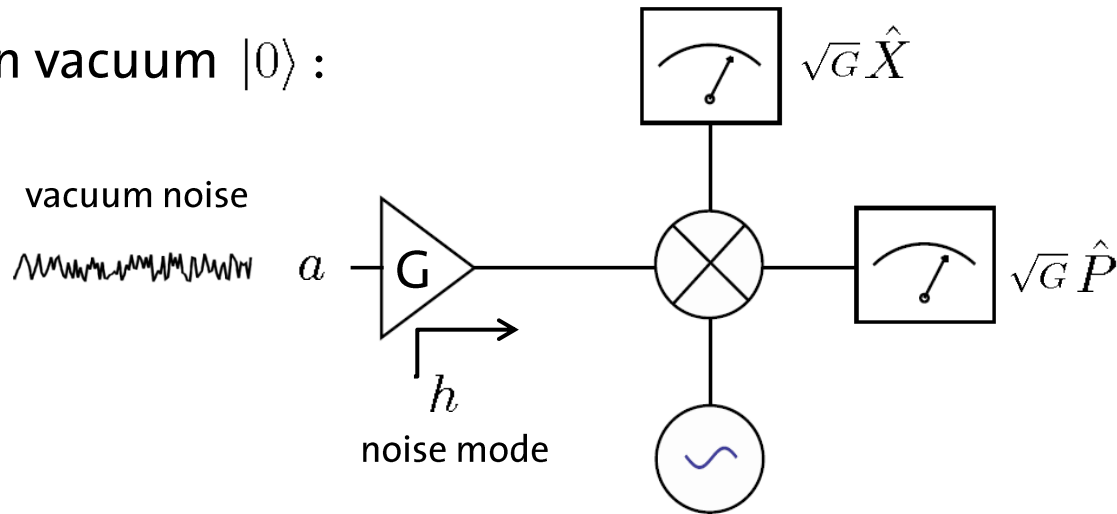 n vacuum |0⟩ :
√G X̂
vacuum noise
a
G
√G P̂
h
noise mode